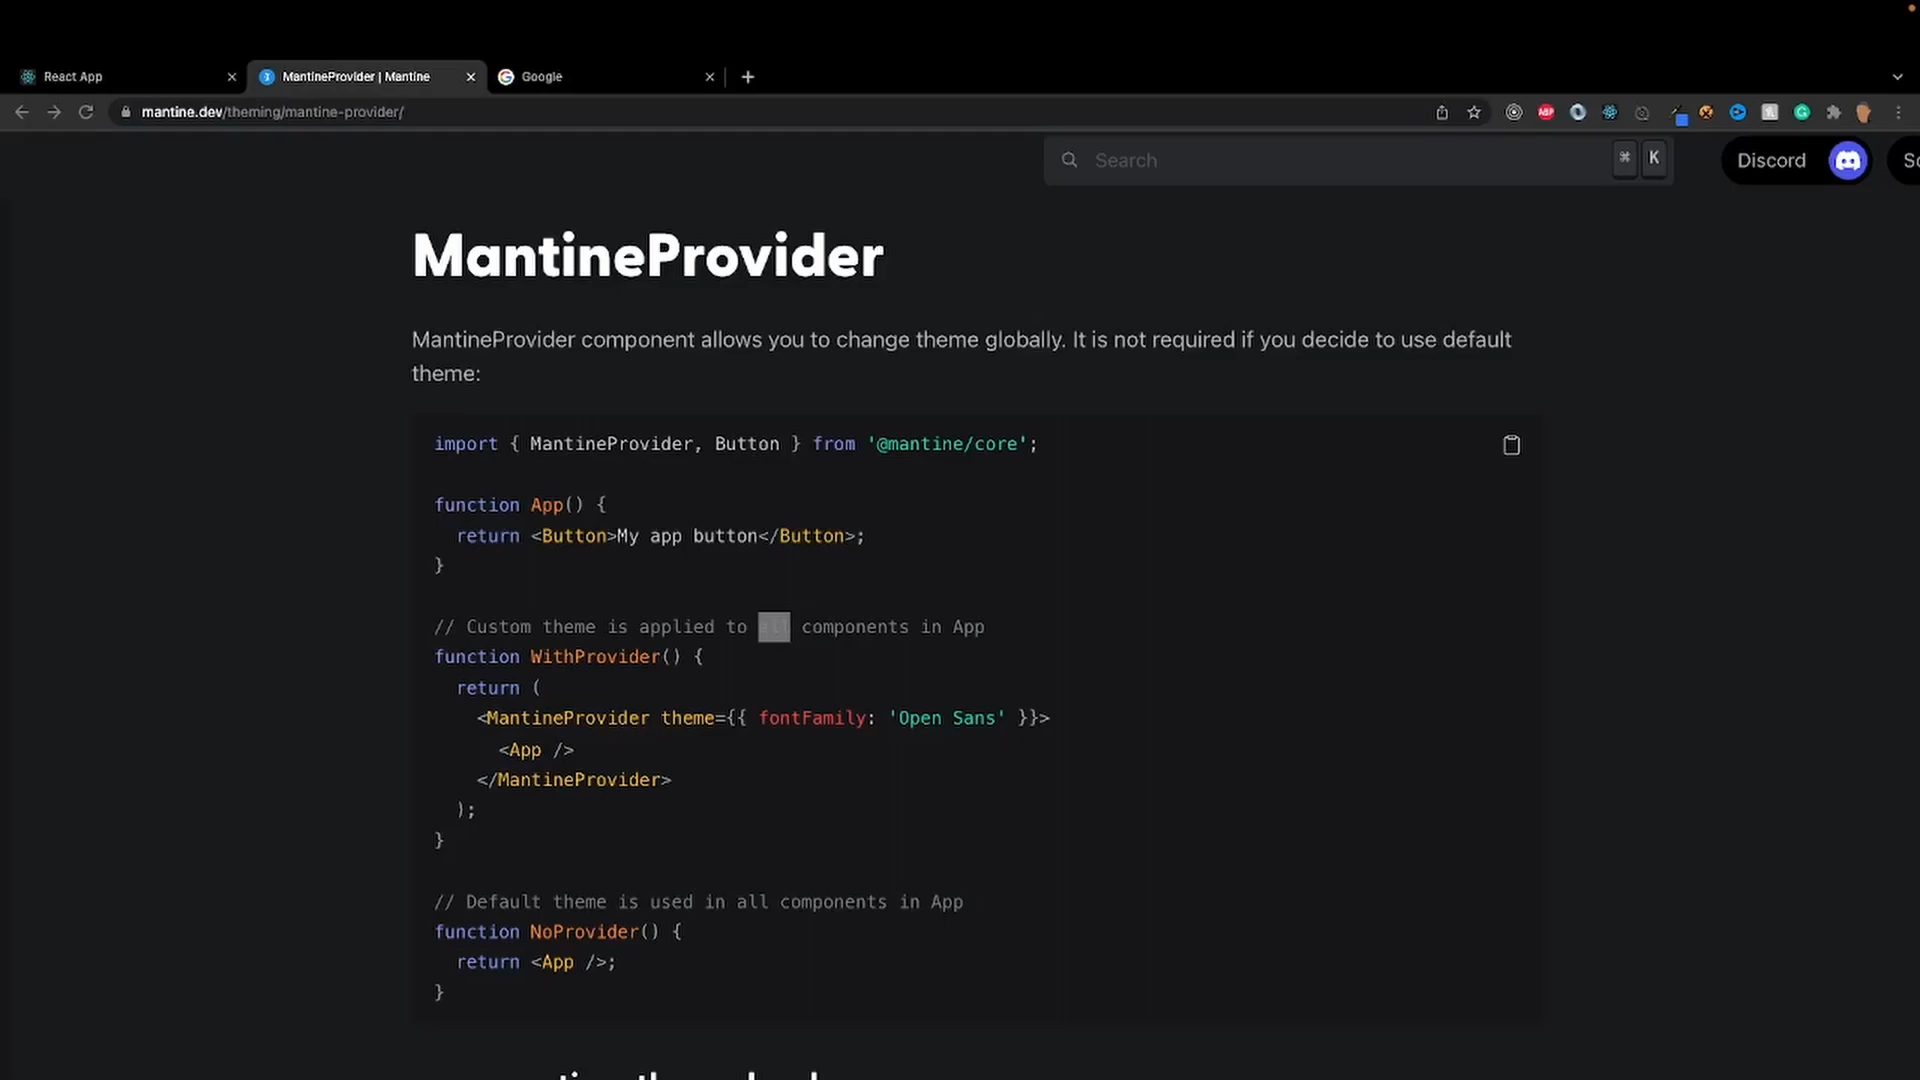 React App
MantineProvider | Mantine
Google
mantine.dev/theming/mantine-provider/
ABP
Search
⌘ K
Discord
MantineProvider
MantineProvider component allows you to change theme globally. It is not required if you decide to use default
theme:
import { MantineProvider, Button } from '@mantine/core';
function App() {
return <Button>My app button</Button>;
}
// Custom theme is applied to all components in App
function WithProvider() {
return (
<MantineProvider theme={{ fontFamily: 'Open Sans' }}>
<App />
</MantineProvider>
);
}
// Default theme is used in all components in App
function NoProvider() {
return <App />;
}